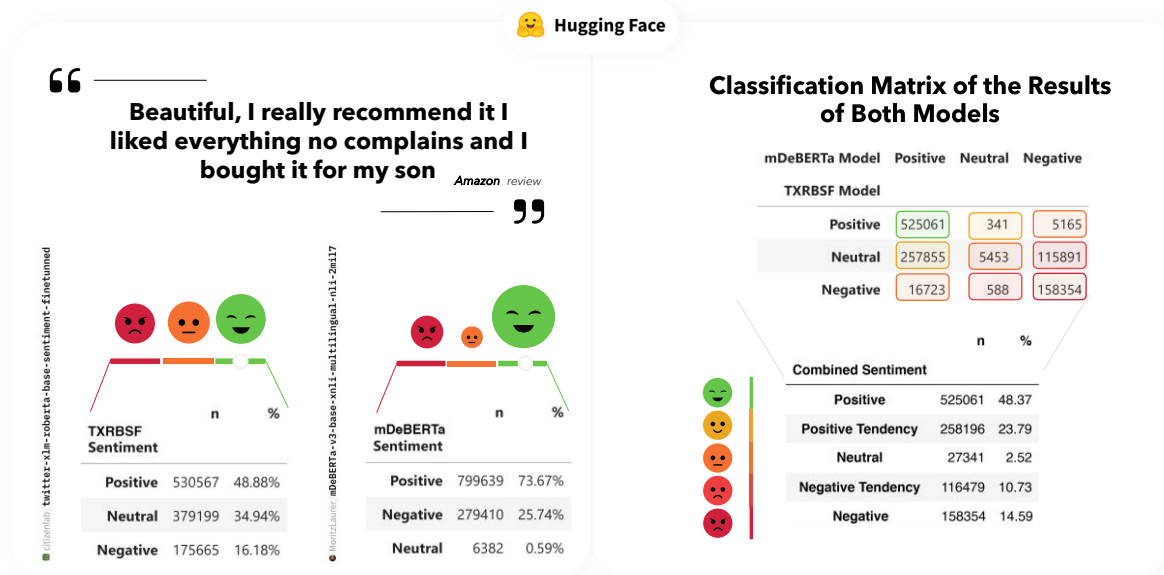 Hugging Face
“
Beautiful, I really recommend it I
liked everything no complains and I
bought it for my son
Amazon review
”
citizenlab/twitter-xlm-roberta-base-sentiment-finetunned
n %
TXRBSF
Sentiment
Positive 530567 48.88%
Neutral 379199 34.94%
Negative 175665 16.18%
MoritzLaurer/mDeBERTa-v3-base-xnli-multilingual-nli-2mil7
n %
mDeBERTa
Sentiment
Positive 799639 73.67%
Negative 279410 25.74%
Neutral 6382 0.59%
Classification Matrix of the Results
of Both Models
mDeBERTa Model Positive Neutral Negative
TXRBSF Model
Positive 525061 341 5165
Neutral 257855 5453 115891
Negative 16723 588 158354
n %
Combined Sentiment
Positive 525061 48.37
Positive Tendency 258196 23.79
Neutral 27341 2.52
Negative Tendency 116479 10.73
Negative 158354 14.59